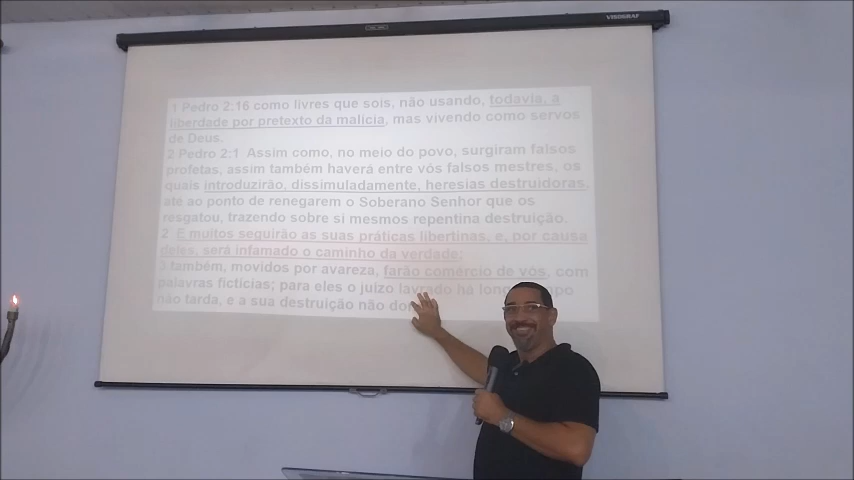 VISOGRAF
1 Pedro 2:16 como livres que sois, não usando, todavia, a
liberdade por pretexto da malícia, mas vivendo como servos
de Deus.
2 Pedro 2:1 Assim como, no meio do povo, surgiram falsos
profetas, assim também haverá entre vós falsos mestres, os
quais introduzirão, dissimuladamente, heresias destruidoras,
até ao ponto de renegarem o Soberano Senhor que os
resgatou, trazendo sobre si mesmos repentina destruição.
2 E muitos seguirão as suas práticas libertinas, e, por causa
deles, será infamado o caminho da verdade;
3 também, movidos por avareza, farão comércio de vós, com
palavras fictícias; para eles o juízo lavrado há longo
não tarda, e a sua destruição não